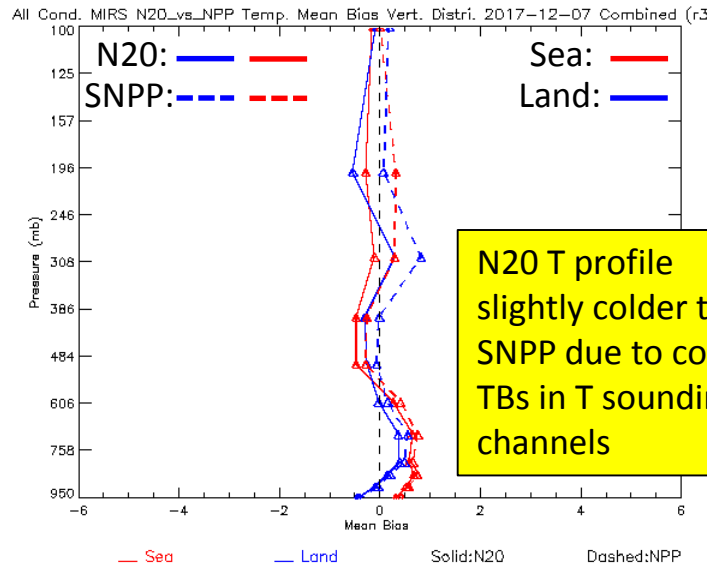 All Cond. MIRS N20_vs_NPP Temp. Mean Bias Vert. Distri. 2017-12-07 Combined (r3
N20:
Sea:
SNPP:
Land:
100
125
157
196
246
308
386
484
606
758
950
Pressure (mb)
N20 T profile
slightly colder t
SNPP due to co
TBs in T soundi
channels
-6
-4
-2
0
2
4
6
Mean Bias
Sea
Land
Solid:N20
Dashed:NPP